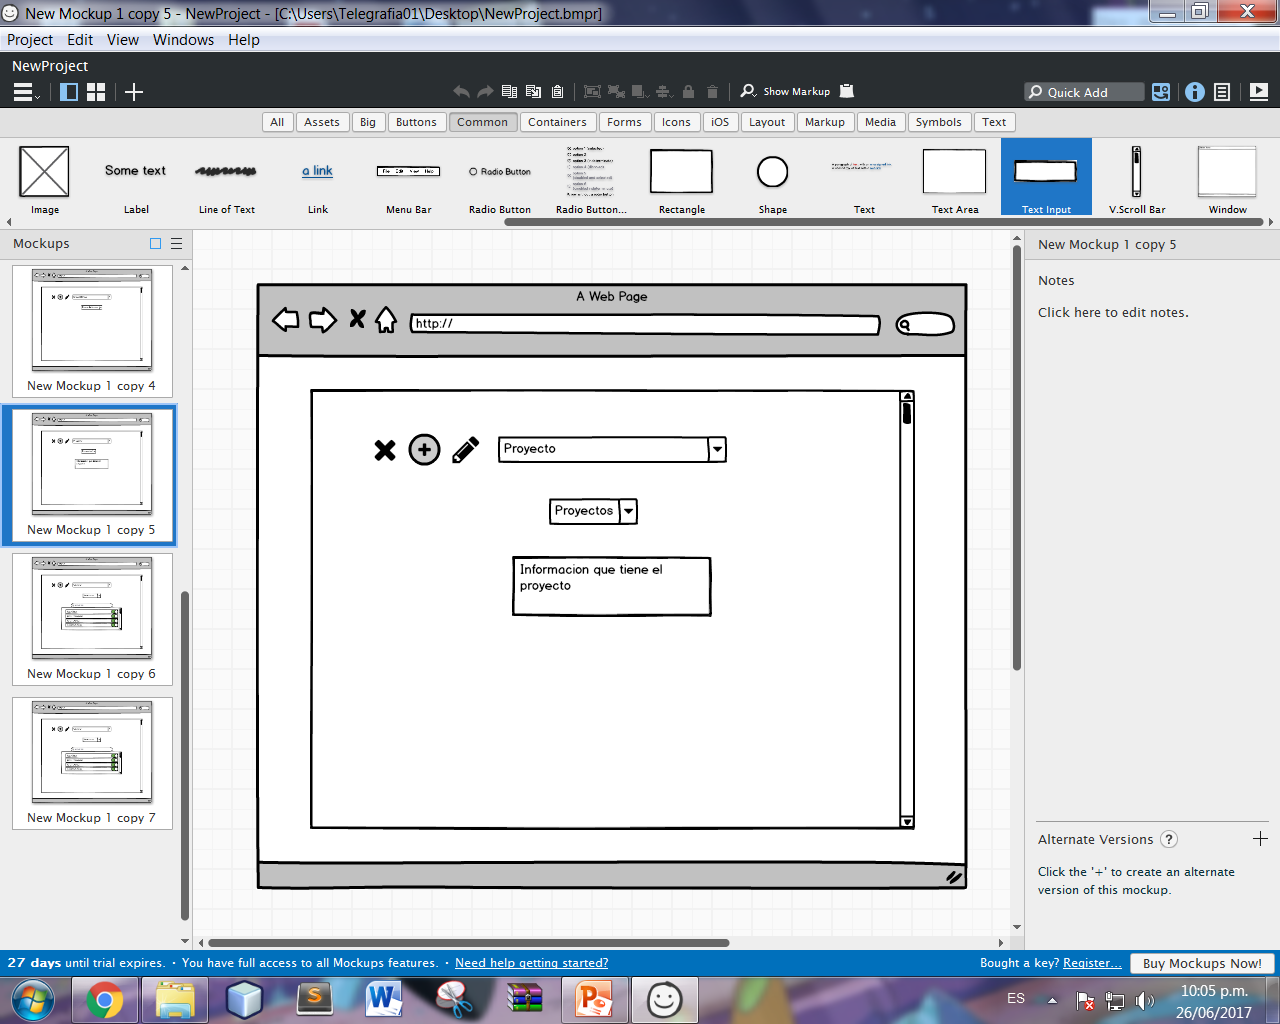 New Mockup 1 copy 5 - NewProject - [C:\Users\Telegrafia01\Desktop\NewProject.bmpr]
Project Edit View Windows Help
NewProject
Show Markup
Quick Add
All Assets Big Buttons Common Containers Forms Icons iOS Layout Markup Media Symbols Text
Some text
a link
File Edit View Help
Radio Button
Image Label Line of Text Link Menu Bar Radio Button Radio Button... Rectangle Shape Text Text Area Text Input V.Scroll Bar Window
Mockups
New Mockup 1 copy 4
New Mockup 1 copy 5
New Mockup 1 copy 6
New Mockup 1 copy 7
A Web Page
http://
Proyecto
Proyectos
Informacion que tiene el
proyecto
New Mockup 1 copy 5
Notes
Click here to edit notes.
Alternate Versions ?
Click the '+' to create an alternate
version of this mockup.
27 days until trial expires. • You have full access to all Mockups features. • Need help getting started?
Bought a key? Register... Buy Mockups Now!
ES
10:05 p.m.
26/06/2017